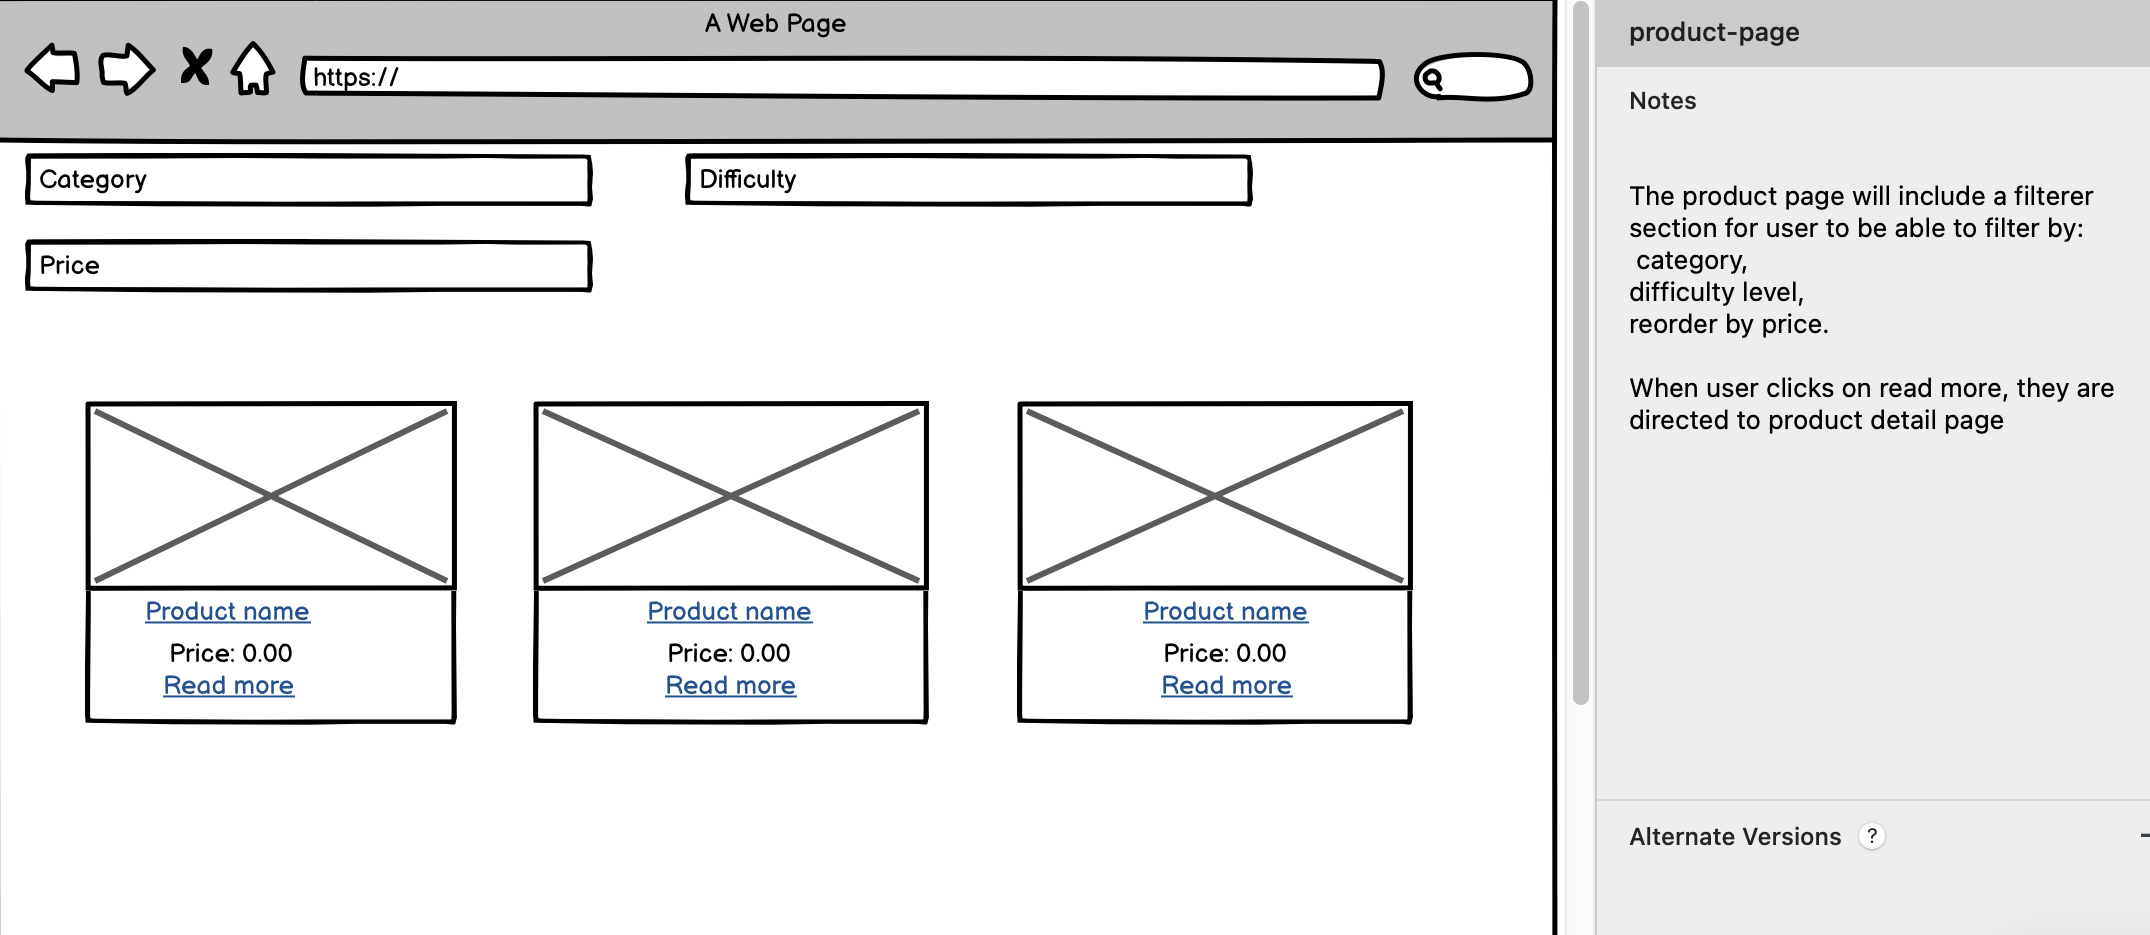 A Web Page
https://
Category
Difficulty
Price
Product name
Price: 0.00
Read more
Product name
Price: 0.00
Read more
Product name
Price: 0.00
Read more
product-page
Notes
The product page will include a filterer
section for user to be able to filter by:
category,
difficulty level,
reorder by price.
When user clicks on read more, they are
directed to product detail page
Alternate Versions ?